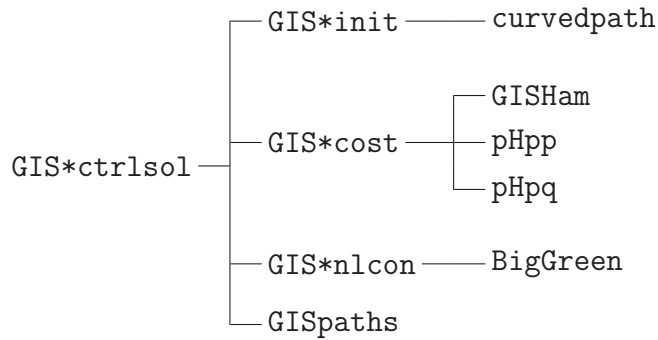 GIS*init
curvedpath
GISHam
GIS*cost
pHpp
GIS*ctrlsol
pHpq
GIS*nlcon
BigGreen
GISpaths